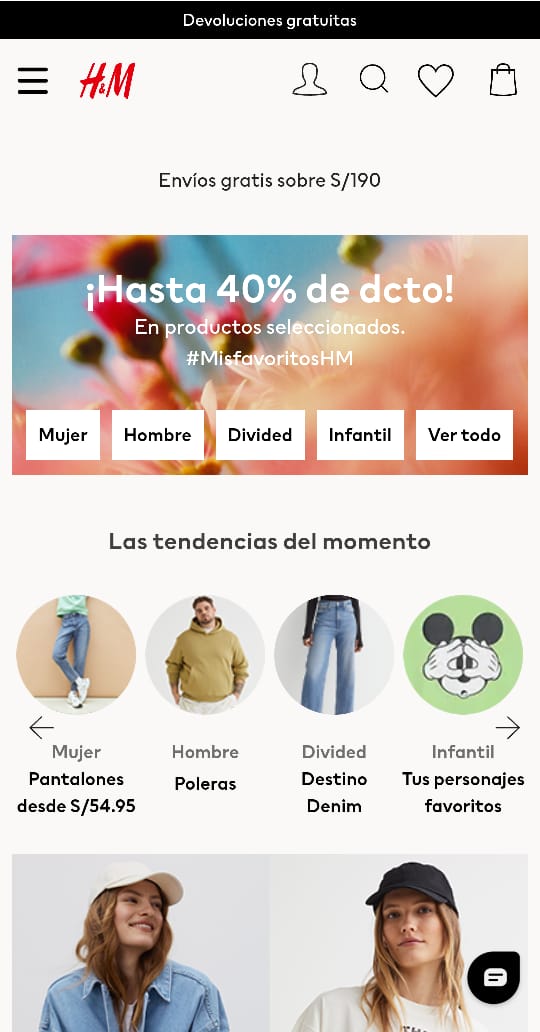 Devoluciones gratuitas
H&M
Envíos gratis sobre S/190
¡Hasta 40% de dcto!
En productos seleccionados.
#MisfavoritosHM
Mujer Hombre Divided Infantil Ver todo
Las tendencias del momento
Mujer Hombre Divided Infantil
Pantalones desde S/54.95
Poleras
Destino Denim
Tus personajes favoritos